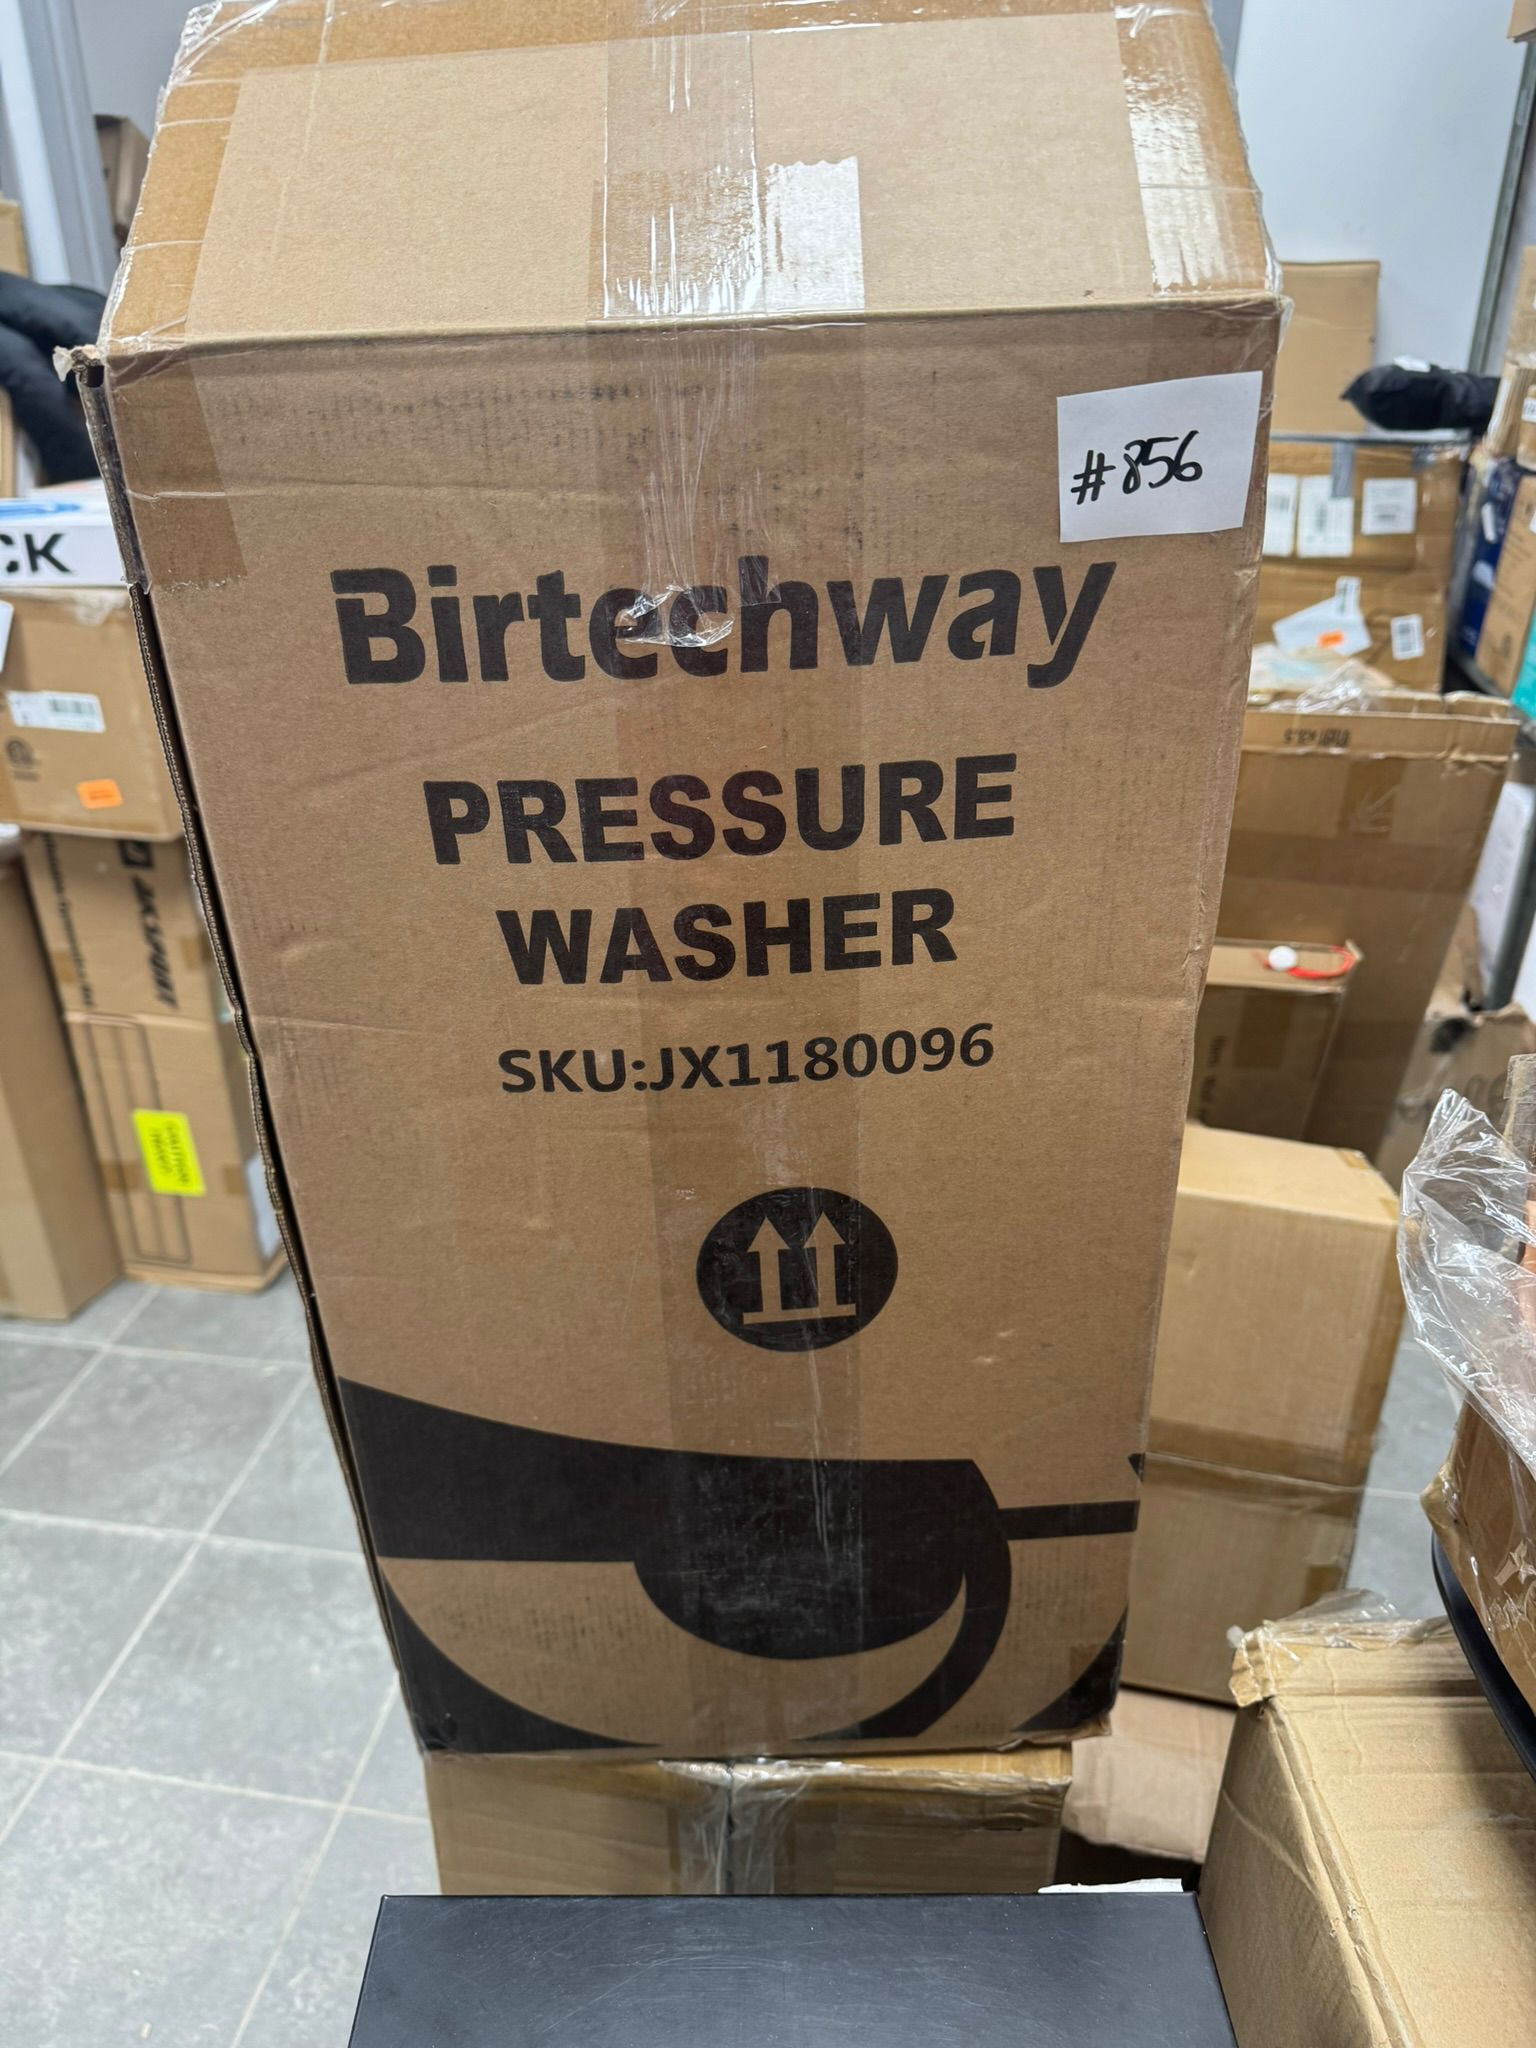 #856
Birtechway
PRESSURE
WASHER
SKU:JX1180096
CK